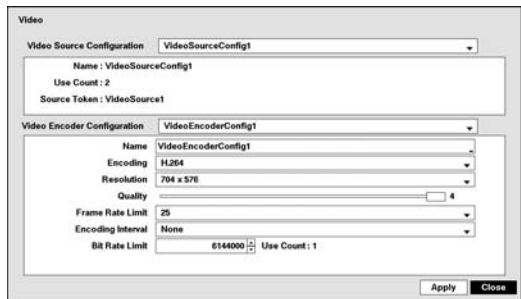 Video
Video Source Configuration VideoSourceConfig1
Name : VideoSourceConfig1
Use Count : 2
Source Token : VideoSource1
Video Encoder Configuration VideoEncoderConfig1
Name VideoEncoderConfig1
Encoding H.264
Resolution 704 x 576
Quality 4
Frame Rate Limit 25
Encoding Interval None
Bit Rate Limit 6144000 Use Count : 1
Apply Close